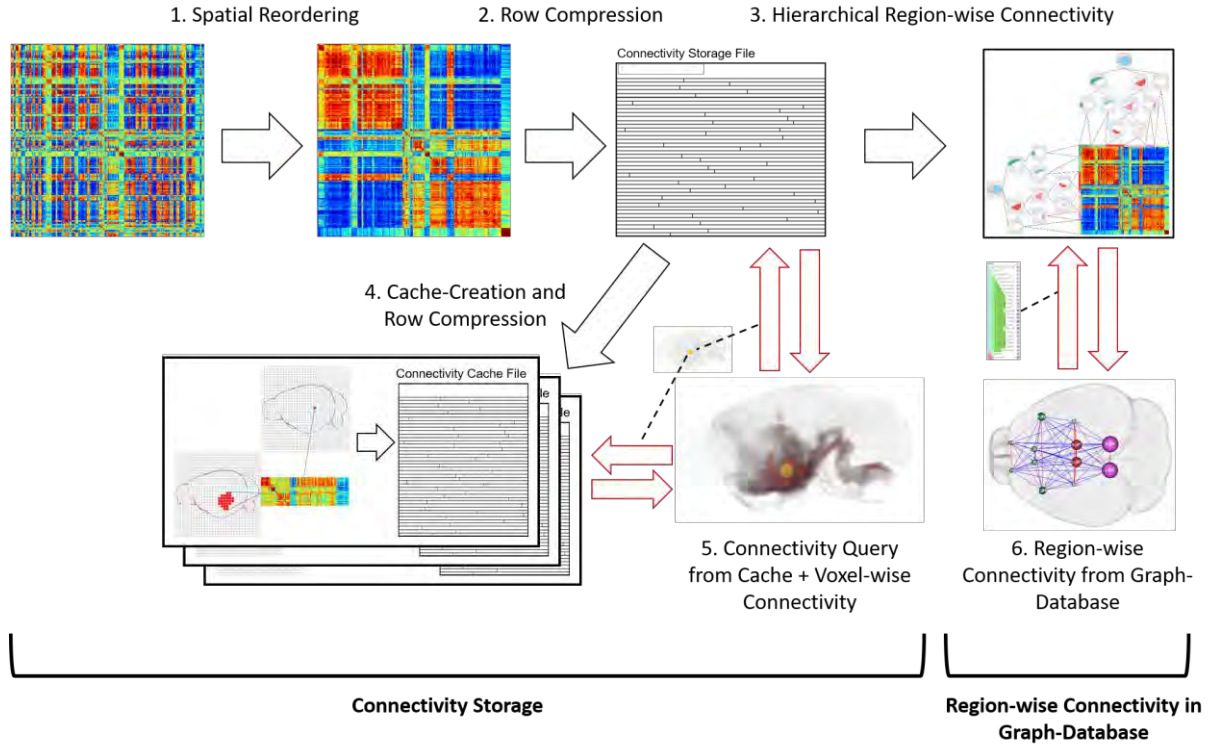 1. Spatial Reordering
2. Row Compression
3. Hierarchical Region-wise Connectivity
Connectivity Storage File
4. Cache-Creation and
Row Compression
Connectivity Cache File
File
File
5. Connectivity Query
from Cache + Voxel-wise
Connectivity
6. Region-wise
Connectivity from Graph-
Database
Connectivity Storage
Region-wise Connectivity in
Graph-Database